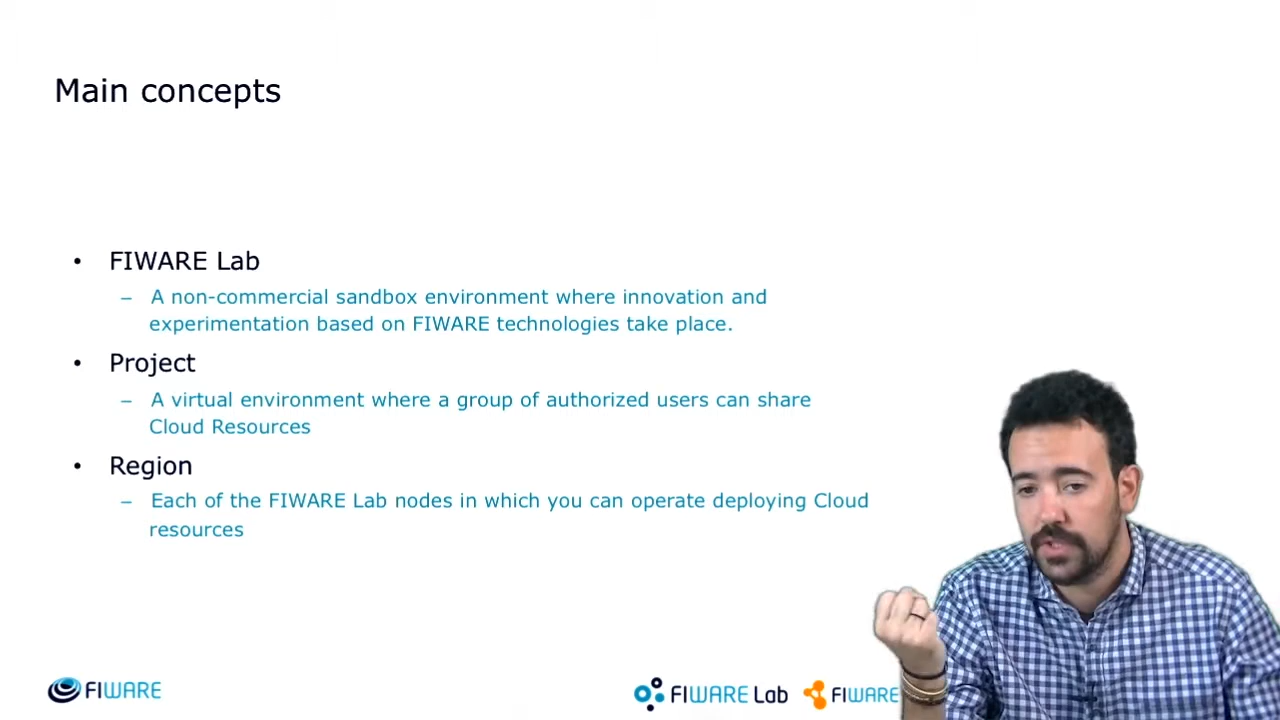 Main concepts
• FIWARE Lab
– A non-commercial sandbox environment where innovation and
experimentation based on FIWARE technologies take place.
• Project
– A virtual environment where a group of authorized users can share
Cloud Resources
• Region
– Each of the FIWARE Lab nodes in which you can operate deploying Cloud
resources
FIWARE
FIWARE Lab
FIWARE